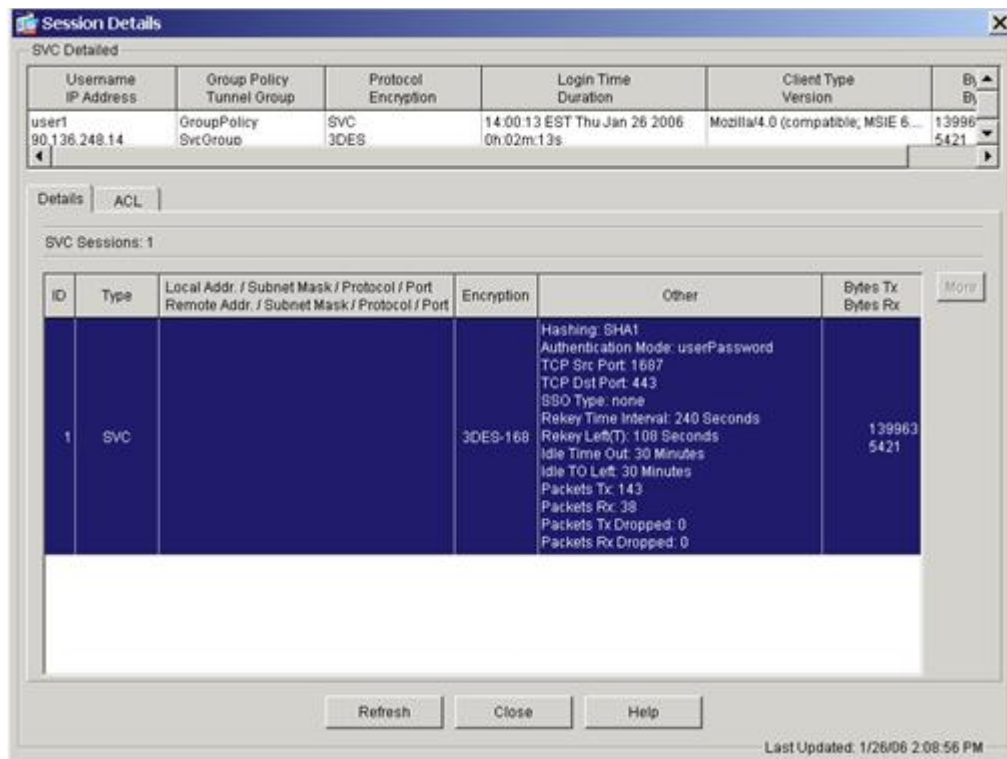 Session Details
SVC Detailed
Username Group Policy Protocol Login Time Client Type By
IP Address Tunnel Group Encryption Duration Version By
user1 GroupPolicy SVC 14:00:13 EST Thu Jan 26 2006 Mozilla/4.0 (compatible; MSIE 6.... 13996
90.136.248.14 SvcGroup 3DES 0h:02m:13s 5421
Details ACL
SVC Sessions: 1
ID Type Local Addr. / Subnet Mask / Protocol / Port Encryption Other Bytes Tx More
Remote Addr. / Subnet Mask / Protocol / Port Bytes Rx
Hashing: SHA1
Authentication Mode: userPassword
TCP Src Port: 1687
TCP Dst Port: 443
SSO Type: none
Rekey Time Interval: 240 Seconds
1 SVC 3DES-168 Rekey Left(T): 108 Seconds 139963
Idle Time Out: 30 Minutes 5421
Idle TO Left: 30 Minutes
Packets Tx: 143
Packets Rx: 38
Packets Tx Dropped: 0
Packets Rx Dropped: 0
Refresh Close Help
Last Updated: 1/26/06 2:08:56 PM